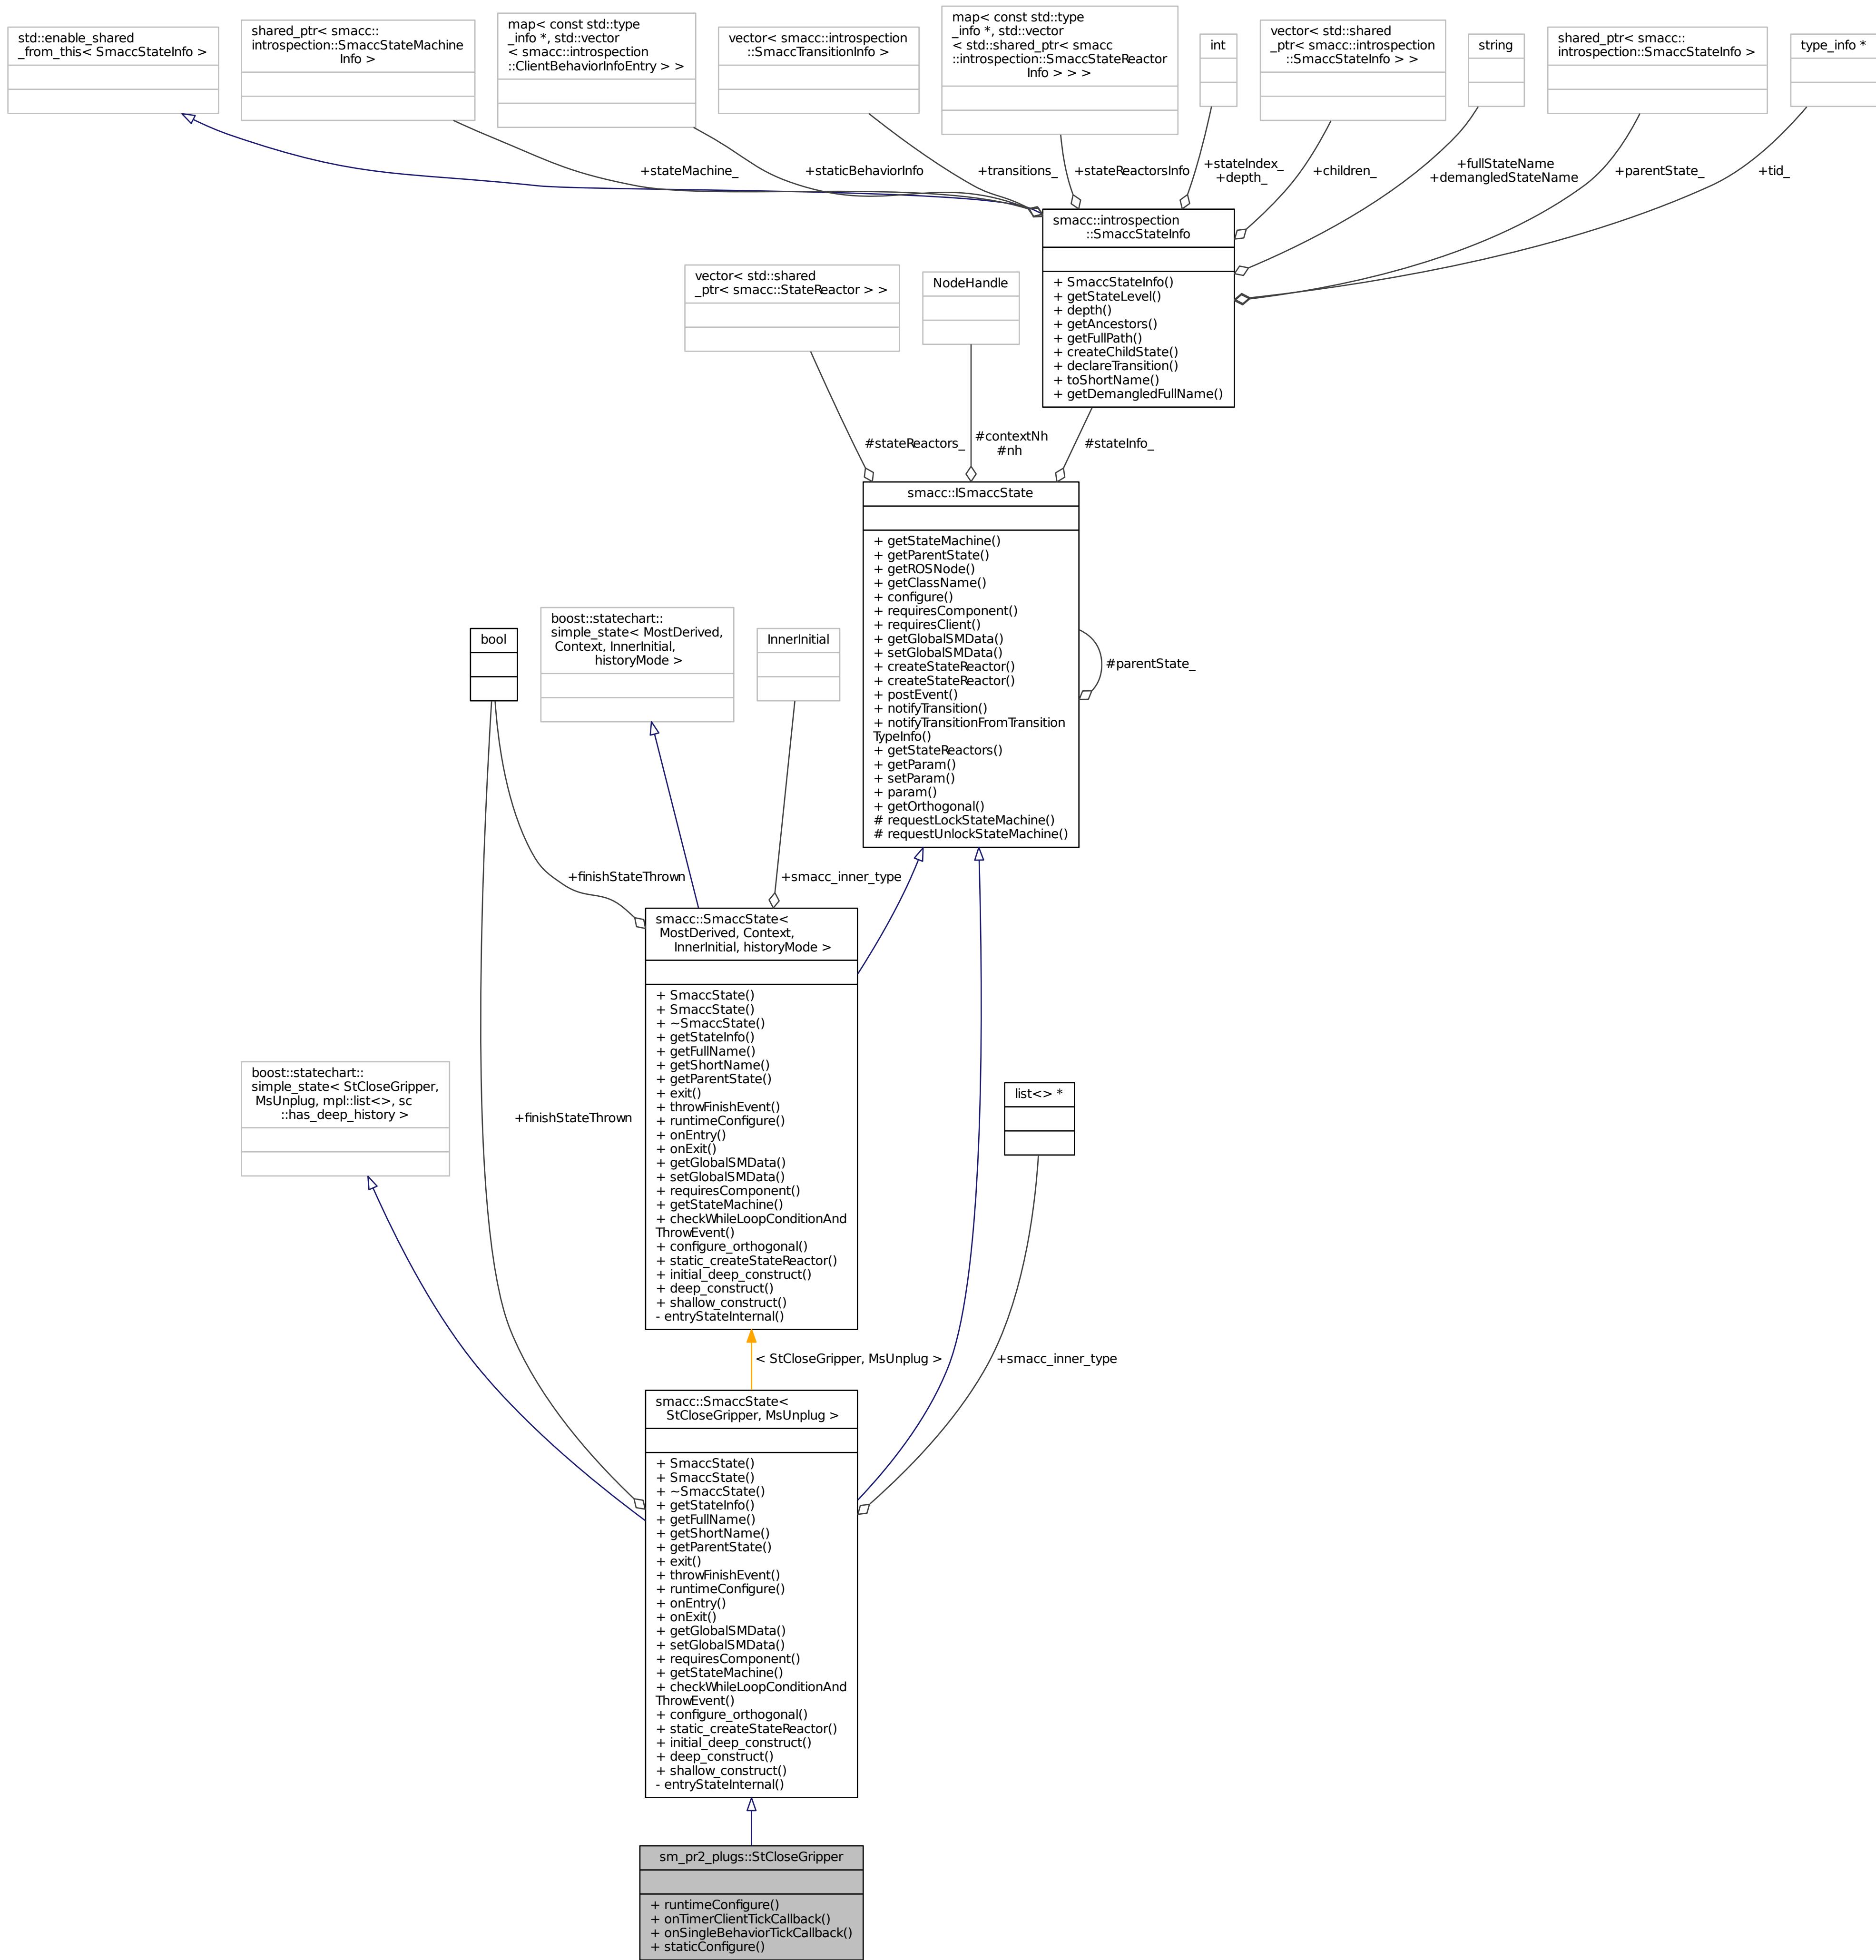 std::enable_shared
_from_this< SmaccStateInfo >
shared_ptr< smacc::
introspection::SmaccStateMachine
Info >
map< const std::type
_info *, std::vector
< smacc::introspection
::ClientBehaviorInfoEntry > >
vector< smacc::introspection
::SmaccTransitionInfo >
map< const std::type
_info *, std::vector
< std::shared_ptr< smacc
::introspection::SmaccStateReactor
Info > > >
int
vector< std::shared
_ptr< smacc::introspection
::SmaccStateInfo > >
string
shared_ptr< smacc::
introspection::SmaccStateInfo >
type_info *
+stateMachine_
+staticBehaviorInfo
+transitions_
+stateReactorsInfo
+stateIndex_
+depth_
+children_
+fullStateName
+demangledStateName
+parentState_
+tid_
smacc::introspection
::SmaccStateInfo
+ SmaccStateInfo()
+ getStateLevel()
+ depth()
+ getAncestors()
+ getFullPath()
+ createChildState()
+ declareTransition()
+ toShortName()
+ getDemangledFullName()
vector< std::shared
_ptr< smacc::StateReactor > >
NodeHandle
#stateReactors_
#contextNh
#nh
#stateInfo_
smacc::ISmaccState
+ getStateMachine()
+ getParentState()
+ getROSNode()
+ getClassName()
+ configure()
+ requiresComponent()
+ requiresClient()
+ getGlobalSMData()
+ setGlobalSMData()
+ createStateReactor()
+ createStateReactor()
+ postEvent()
+ notifyTransition()
+ notifyTransitionFromTransition
TypeInfo()
+ getStateReactors()
+ getParam()
+ setParam()
+ param()
+ getOrthogonal()
# requestLockStateMachine()
# requestUnlockStateMachine()
#parentState_
bool
boost::statechart::
simple_state< MostDerived,
Context, InnerInitial,
historyMode >
InnerInitial
+finishStateThrown
+smacc_inner_type
smacc::SmaccState<
MostDerived, Context,
InnerInitial, historyMode >
+ SmaccState()
+ SmaccState()
+ ~SmaccState()
+ getStateInfo()
+ getFullName()
+ getShortName()
+ getParentState()
+ exit()
+ throwFinishEvent()
+ runtimeConfigure()
+ onEntry()
+ onExit()
+ getGlobalSMData()
+ setGlobalSMData()
+ requiresComponent()
+ getStateMachine()
+ checkWhileLoopConditionAnd
ThrowEvent()
+ configure_orthogonal()
+ static_createStateReactor()
+ initial_deep_construct()
+ deep_construct()
+ shallow_construct()
- entryStateInternal()
boost::statechart::
simple_state< StCloseGripper,
MsUnplug, mpl::list<>, sc
::has_deep_history >
+finishStateThrown
list<> *
< StCloseGripper, MsUnplug >
+smacc_inner_type
smacc::SmaccState<
StCloseGripper, MsUnplug >
+ SmaccState()
+ SmaccState()
+ ~SmaccState()
+ getStateInfo()
+ getFullName()
+ getShortName()
+ getParentState()
+ exit()
+ throwFinishEvent()
+ runtimeConfigure()
+ onEntry()
+ onExit()
+ getGlobalSMData()
+ setGlobalSMData()
+ requiresComponent()
+ getStateMachine()
+ checkWhileLoopConditionAnd
ThrowEvent()
+ configure_orthogonal()
+ static_createStateReactor()
+ initial_deep_construct()
+ deep_construct()
+ shallow_construct()
- entryStateInternal()
sm_pr2_plugs::StCloseGripper
+ runtimeConfigure()
+ onTimerClientTickCallback()
+ onSingleBehaviorTickCallback()
+ staticConfigure()